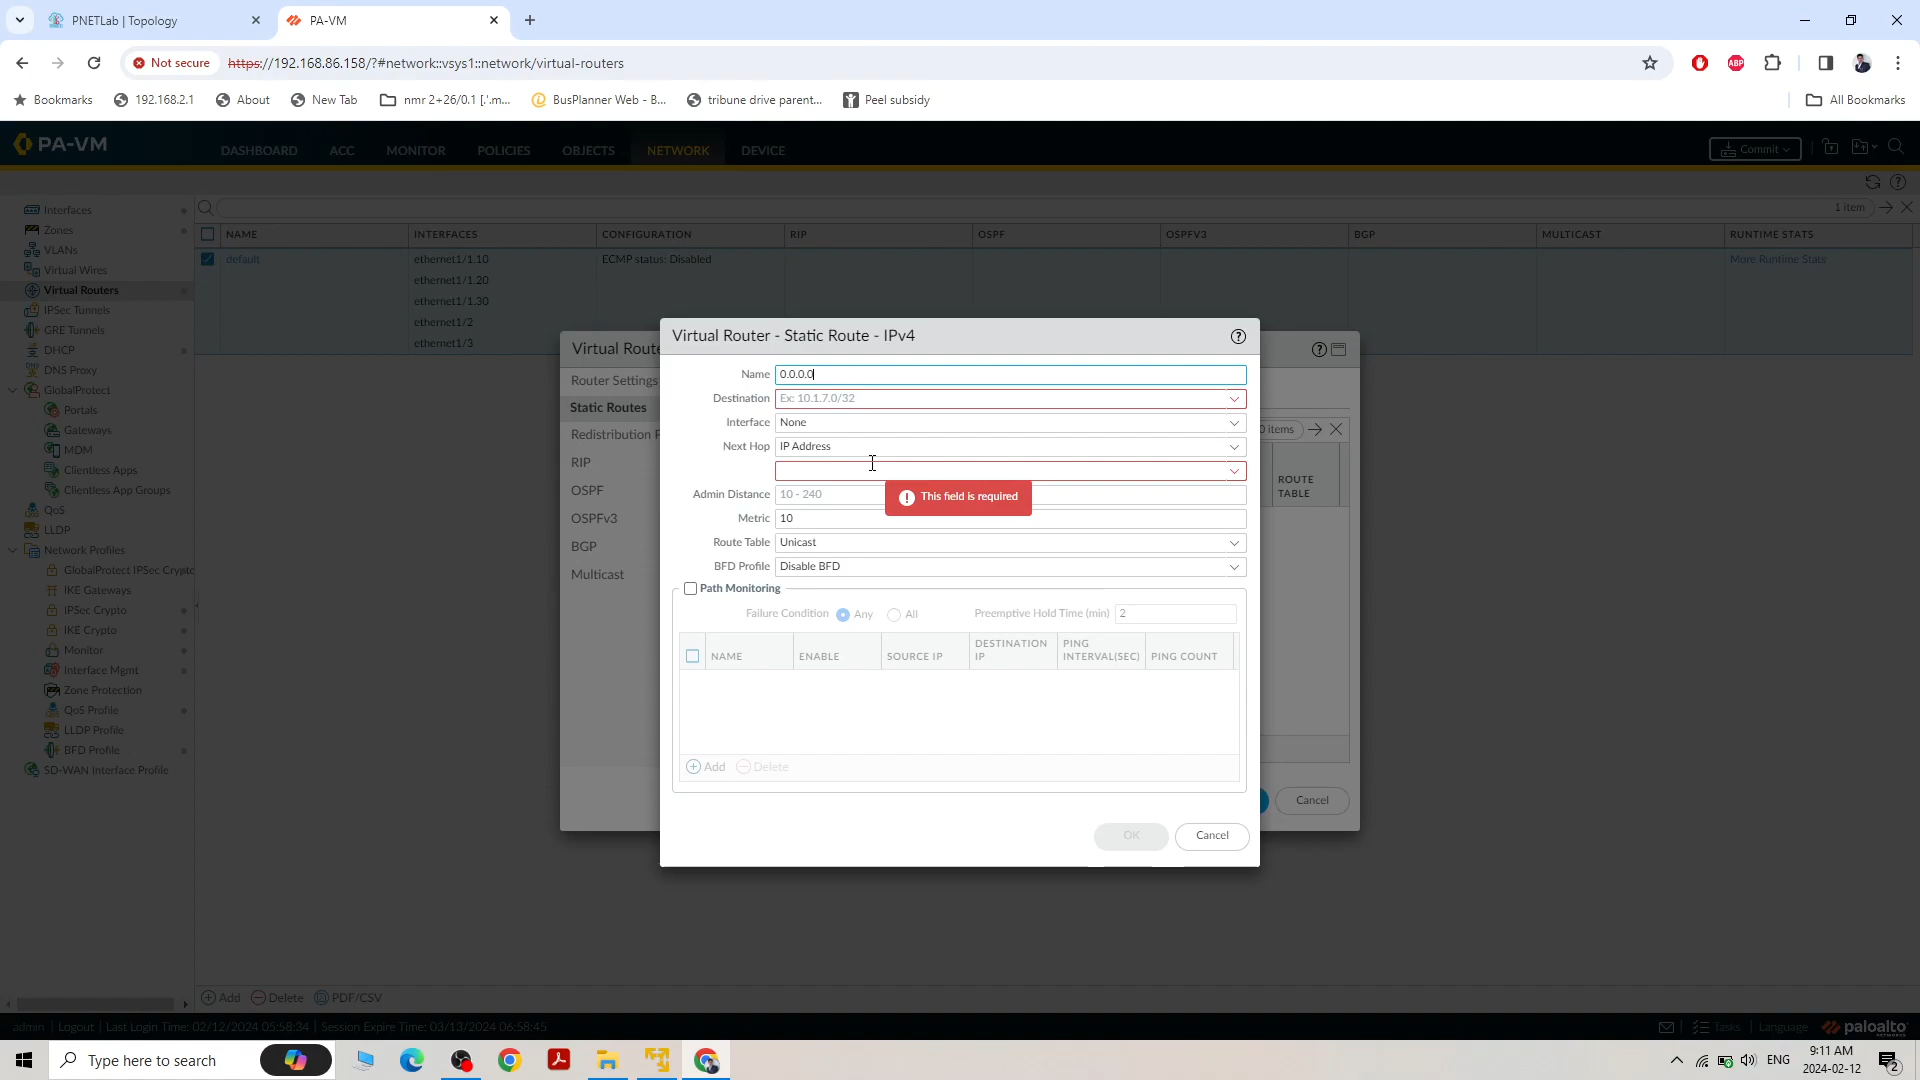 PNETLab | Topology
PA-VM
Not secure
https://192.168.86.158/?#network::vsys1::network/virtual-routers
ABP
Bookmarks
192.168.2.1
About
New Tab
nmr 2+26/0.1 [.'.m...
BusPlanner Web - B...
tribune drive parent...
Peel subsidy
All Bookmarks
PA-VM
DASHBOARD
ACC
MONITOR
POLICIES
OBJECTS
NETWORK
DEVICE
Commit
Interfaces
Zones
VLANs
Virtual Wires
Virtual Routers
IPSec Tunnels
GRE Tunnels
DHCP
DNS Proxy
GlobalProtect
Portals
Gateways
MDM
Clientless Apps
Clientless App Groups
QoS
LLDP
Network Profiles
GlobalProtect IPSec Crypto
IKE Gateways
IPSec Crypto
IKE Crypto
Monitor
Interface Mgmt
Zone Protection
QoS Profile
LLDP Profile
BFD Profile
SD-WAN Interface Profile
1 item
NAME
INTERFACES
CONFIGURATION
RIP
OSPF
OSPFV3
BGP
MULTICAST
RUNTIME STATS
default
ethernet1/1.10
ECMP status: Disabled
More Runtime Stats
ethernet1/1.20
ethernet1/1.30
ethernet1/2
ethernet1/3
Virtual Route
Router Settings
Static Routes
Redistribution P
RIP
OSPF
OSPFv3
BGP
Multicast
0 items
ROUTE
TABLE
Cancel
Virtual Router - Static Route - IPv4
Name 0.0.0.0
Destination Ex: 10.1.7.0/32
Interface None
Next Hop IP Address
Admin Distance 10 - 240
This field is required
Metric 10
Route Table Unicast
BFD Profile Disable BFD
Path Monitoring
Failure Condition Any All Preemptive Hold Time (min) 2
NAME
ENABLE
SOURCE IP
DESTINATION
IP
PING
INTERVAL(SEC)
PING COUNT
Add Delete
OK Cancel
Add Delete PDF/CSV
admin | Logout | Last Login Time: 02/12/2024 05:58:34 | Session Expire Time: 03/13/2024 06:58:45
Tasks | Language
paloalto
Type here to search
ENG
9:11 AM
2024-02-12
2